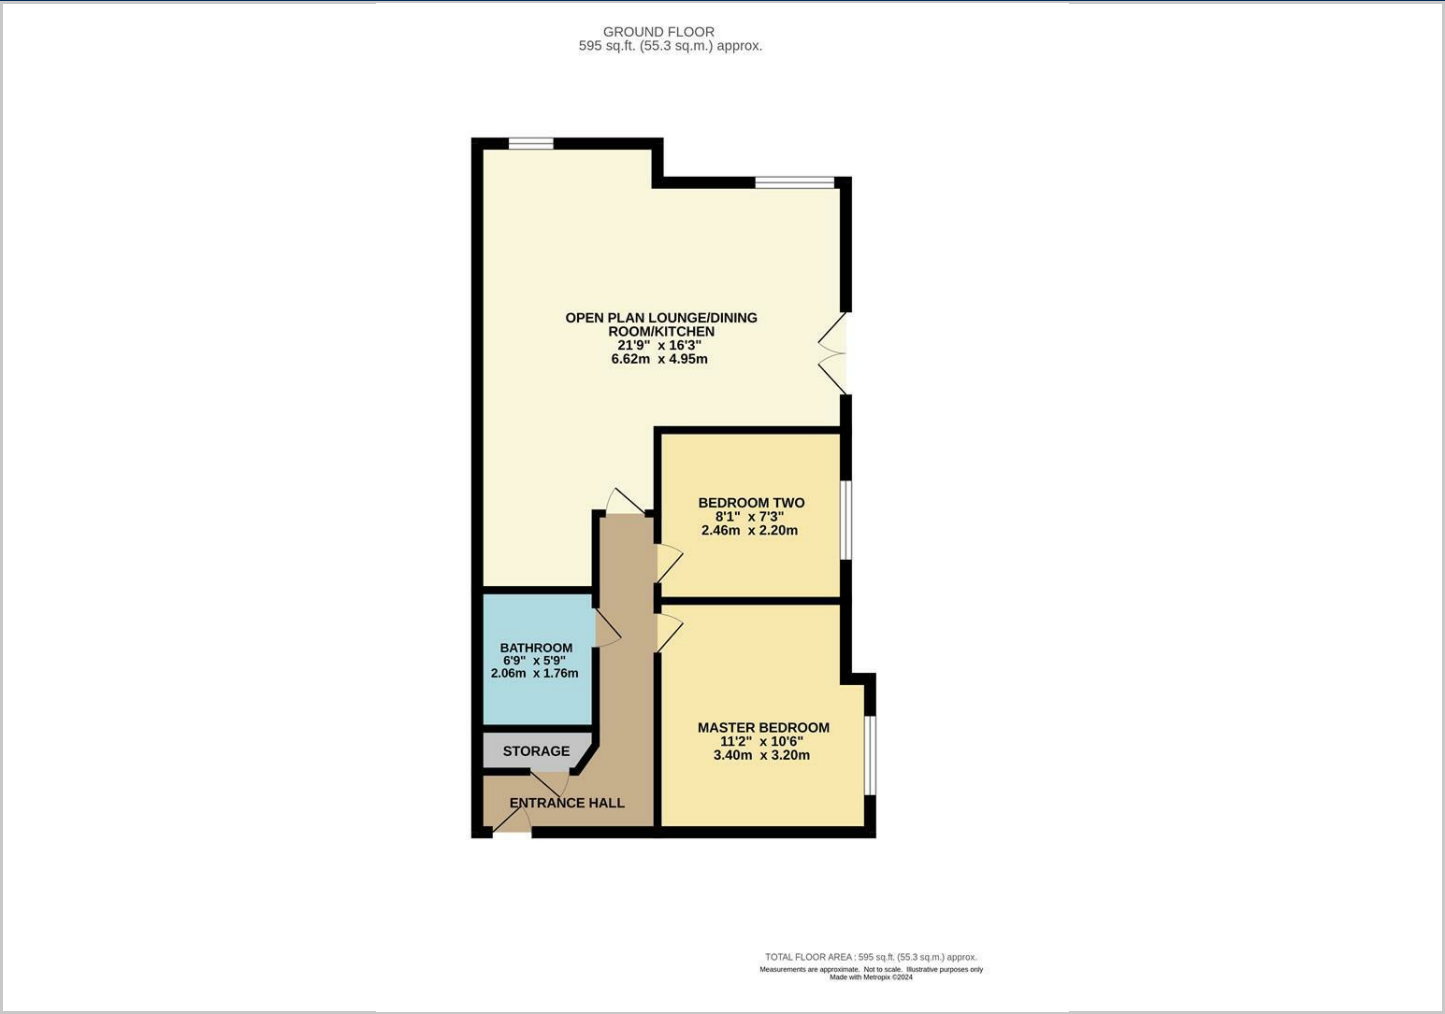 GROUND FLOOR
595 sq.ft. (55.3 sq.m.) approx.
OPEN PLAN LOUNGE/DINING
ROOM/KITCHEN
21'9" x 16'3"
6.62m x 4.95m
BEDROOM TWO
8'1" x 7'3"
2.46m x 2.20m
BATHROOM
6'9" x 5'9"
2.06m x 1.76m
MASTER BEDROOM
11'2" x 10'6"
3.40m x 3.20m
STORAGE
ENTRANCE HALL
TOTAL FLOOR AREA : 595 sq.ft. (55.3 sq.m.) approx.
Measurements are approximate. Not to scale. Illustrative purposes only
Made with Metropix ©2024